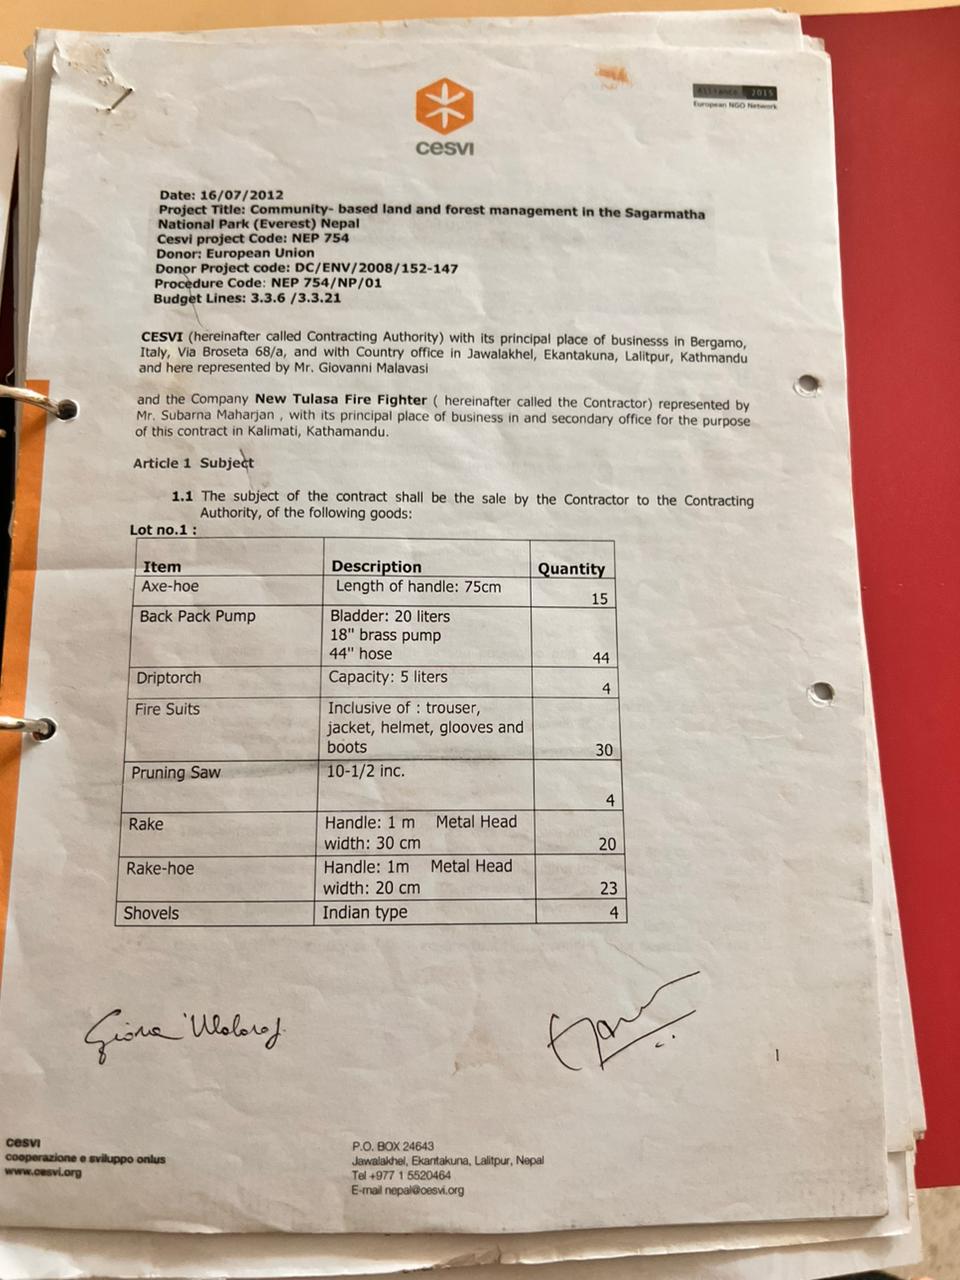 cesvi
Alliance 2015
European NGO Network
Date: 16/07/2012
Project Title: Community- based land and forest management in the Sagarmatha
National Park (Everest) Nepal
Cesvi project Code: NEP 754
Donor: European Union
Donor Project code: DC/ENV/2008/152-147
Procedure Code: NEP 754/NP/01
Budget Lines: 3.3.6 /3.3.21
CESVI (hereinafter called Contracting Authority) with its principal place of businesss in Bergamo,
Italy, Via Broseta 68/a, and with Country office in Jawalakhel, Ekantakuna, Lalitpur, Kathmandu
and here represented by Mr. Giovanni Malavasi
and the Company New Tulasa Fire Fighter ( hereinafter called the Contractor) represented by
Mr. Subarna Maharjan , with its principal place of business in and secondary office for the purpose
of this contract in Kalimati, Kathamandu.
Article 1 Subject
1.1 The subject of the contract shall be the sale by the Contractor to the Contracting
Authority, of the following goods:
Lot no.1 :
Item Description Quantity
Axe-hoe Length of handle: 75cm 15
Back Pack Pump Bladder: 20 liters
18" brass pump
44" hose 44
Driptorch Capacity: 5 liters 4
Fire Suits Inclusive of : trouser,
jacket, helmet, glooves and
boots 30
Pruning Saw 10-1/2 inc. 4
Rake Handle: 1 m Metal Head
width: 30 cm 20
Rake-hoe Handle: 1m Metal Head
width: 20 cm 23
Shovels Indian type 4
1
cesvi
cooperazione e sviluppo onlus
www.cesvi.org
P.O. BOX 24643
Jawalakhel, Ekantakuna, Lalitpur, Nepal
Tel +977 1 5520464
E-mail nepal@cesvi.org